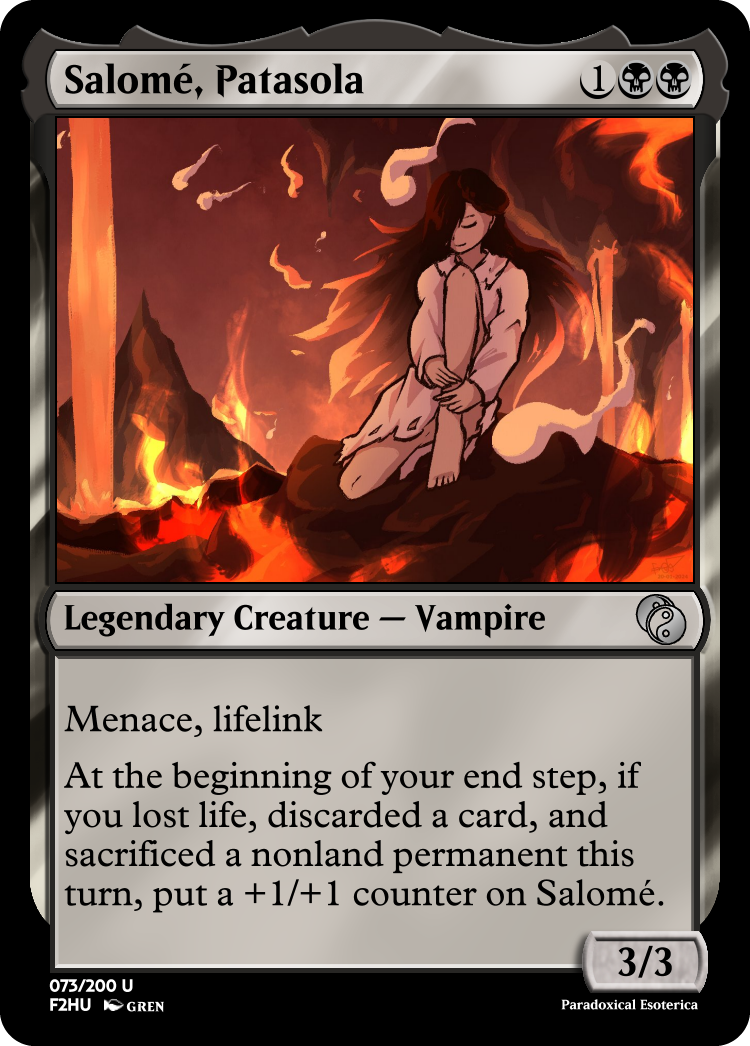 Salomé, Patasola
1
Legendary Creature — Vampire
Menace, lifelink
At the beginning of your end step, if
you lost life, discarded a card, and
sacrificed a nonland permanent this
turn, put a +1/+1 counter on Salomé.
3/3
073/200 U
F2HU GREN
Paradoxical Esoterica